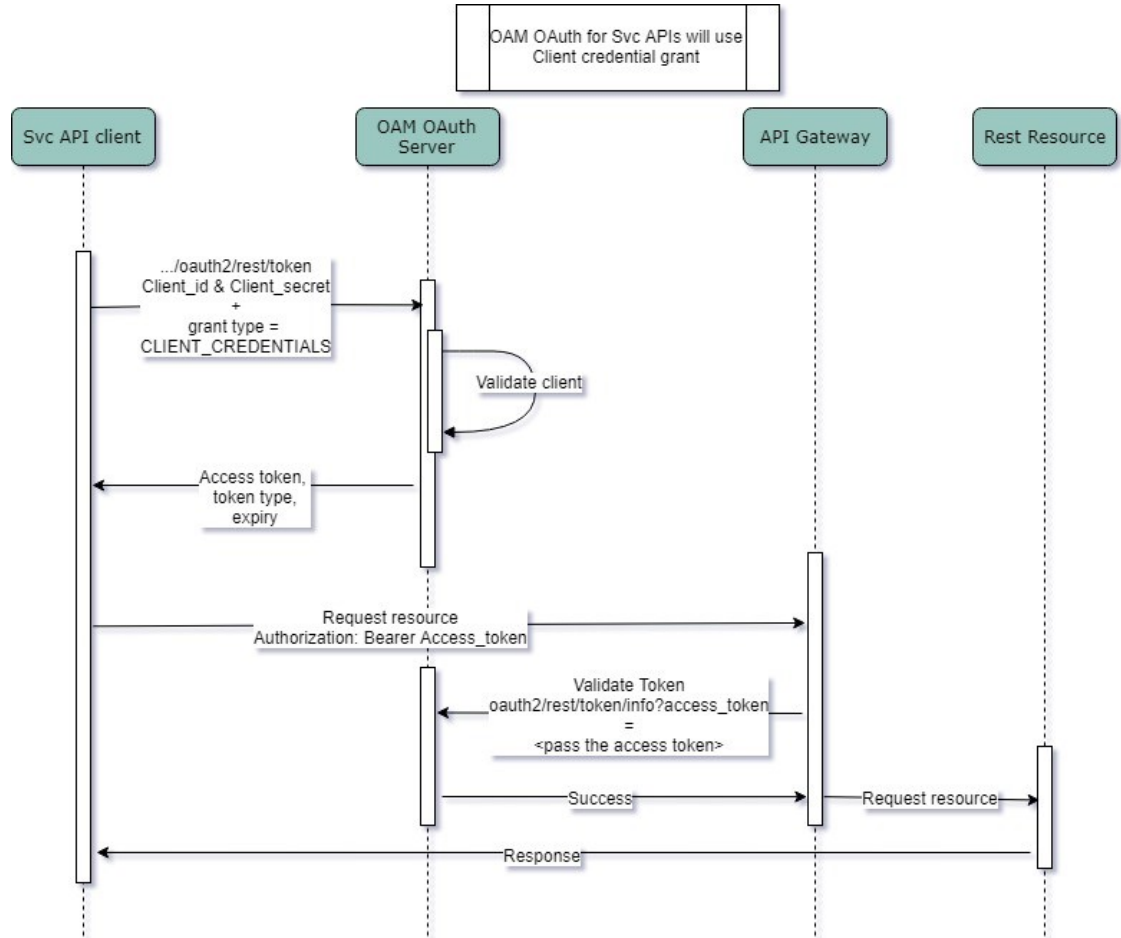 OAM OAuth for Svc APIs will use
Client credential grant
Svc API client
OAM OAuth
Server
API Gateway
Rest Resource
.../oauth2/rest/token
Client_id & Client_secret
+
grant type =
CLIENT_CREDENTIALS
Validate client
Access token,
token type,
expiry
Request resource
Authorization: Bearer Access_token
Validate Token
oauth2/rest/token/info?access_token
=
<pass the access token>
Success
Request resource
Response